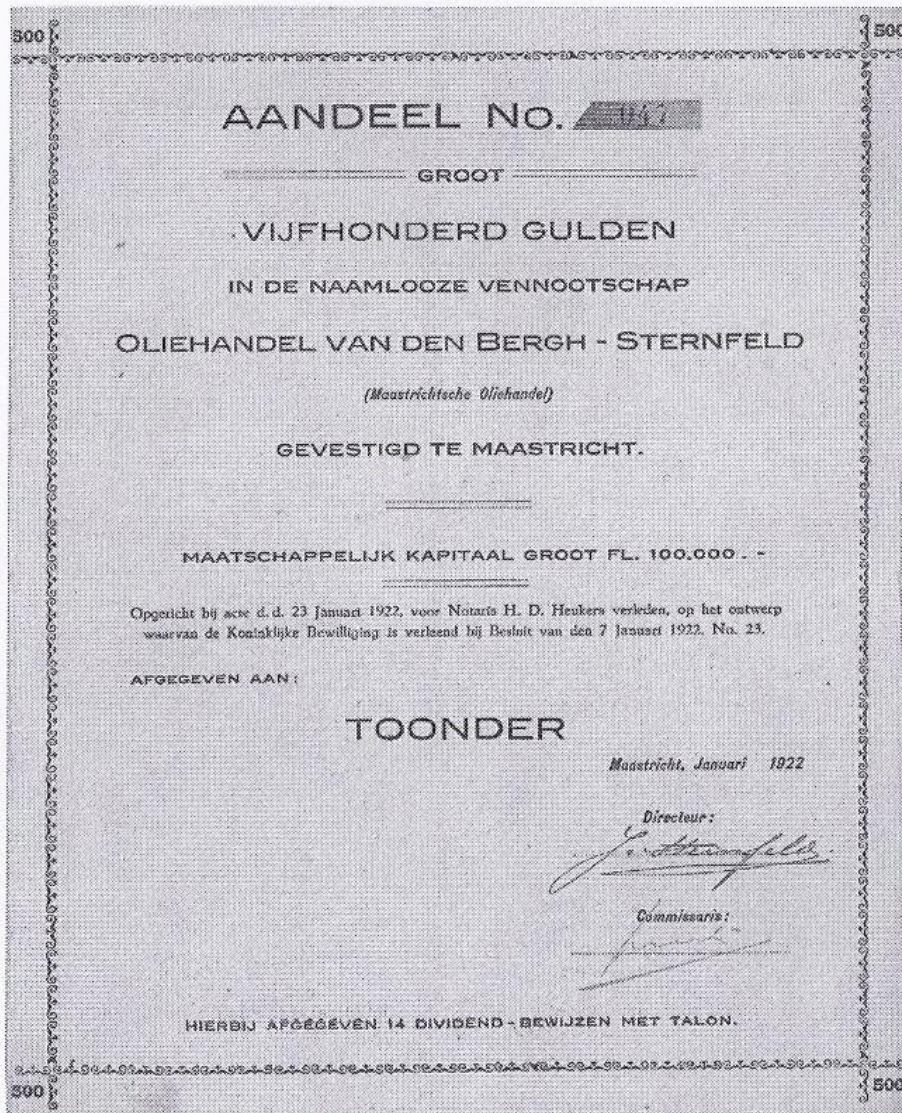 500 500
AANDEEL No. 047
GROOT
VIJFHONDERD GULDEN
IN DE NAAMLOOZE VENNOOTSCHAP
OLIEHANDEL VAN DEN BERGH - STERNFELD
(Maastrichtsche Oliehandel)
GEVESTIGD TE MAASTRICHT.
MAATSCHAPPELIJK KAPITAAL GROOT FL. 100.000. -
Opgericht bij acte d.d. 23 Januari 1922, voor Notaris H. D. Heukers verleden, op het ontwerp
waarvan de Koninklijke Bewilliging is verleend bij Besluit van den 7 Januari 1922, No. 23.
AFGEGEVEN AAN:
TOONDER
Maastricht, Januari 1922
Directeur:
Commissaris:
HIERBIJ AFGEGEVEN 14 DIVIDEND-BEWIJZEN MET TALON.
500 500